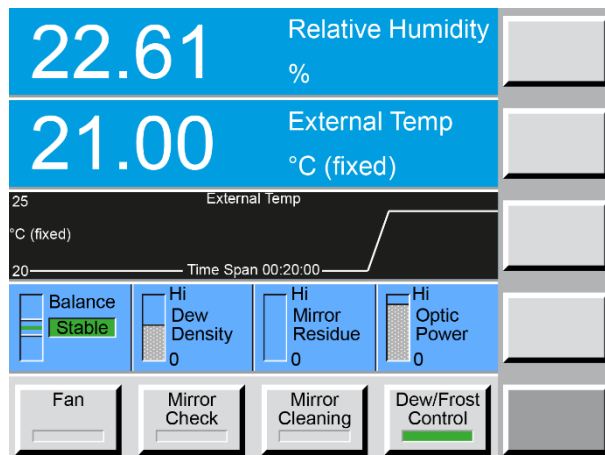 22.61
Relative Humidity
%
21.00
External Temp
°C (fixed)
25
External Temp
°C (fixed)
20
Time Span 00:20:00
Balance
Stable
Hi
Dew
Density
0
Hi
Mirror
Residue
0
Hi
Optic
Power
0
Fan
Mirror
Check
Mirror
Cleaning
Dew/Frost
Control